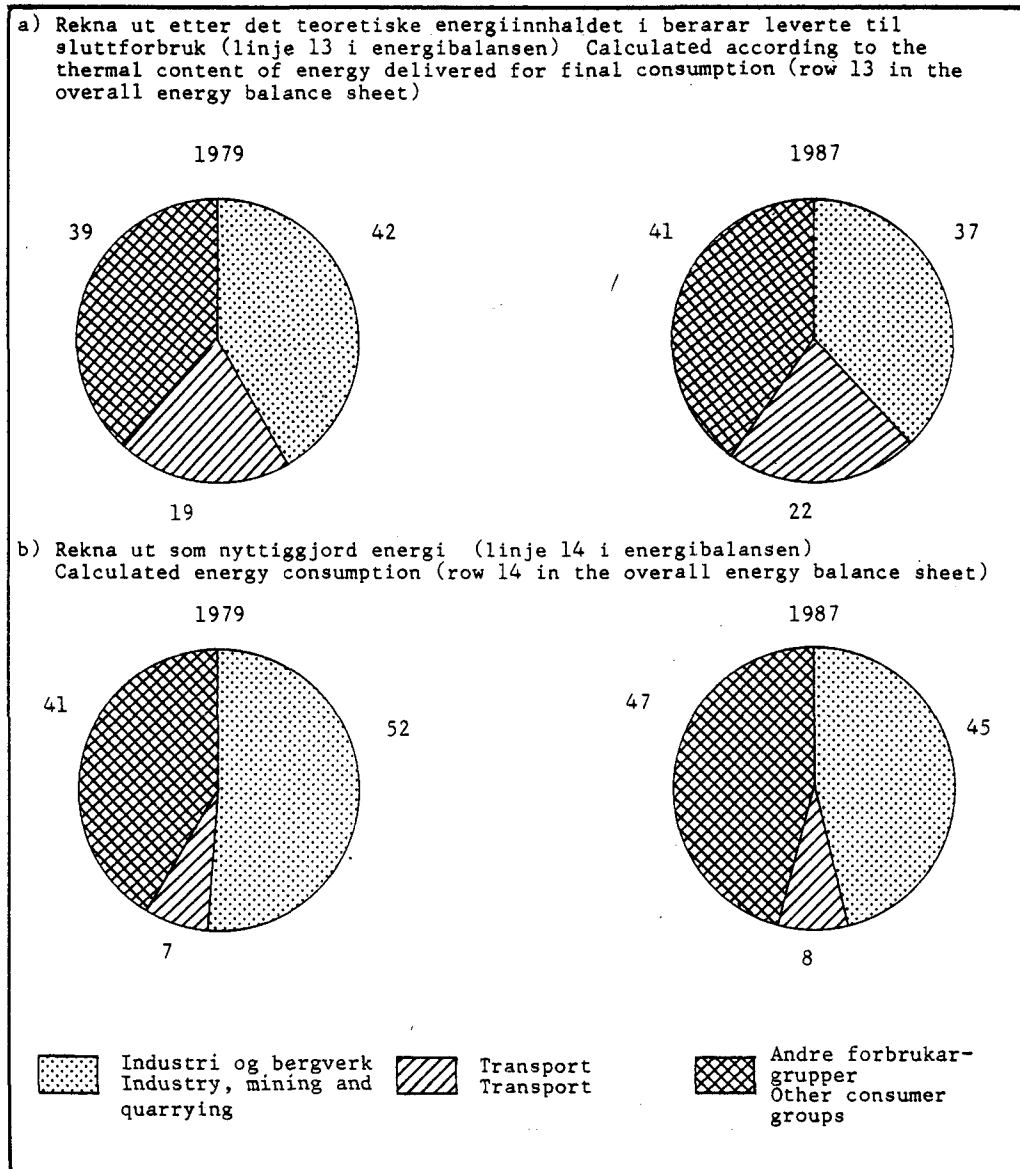 a) Rekna ut etter det teoretiske energiinnhaldet i berarar leverte til
sluttforbruk (linje 13 i energibalansen) Calculated according to the
thermal content of energy delivered for final consumption (row 13 in the
overall energy balance sheet)
1979
1987
39
42
41
37
19
22
b) Rekna ut som nyttiggjord energi (linje 14 i energibalansen)
Calculated energy consumption (row 14 in the overall energy balance sheet)
1979
1987
41
52
47
45
7
8
Industri og bergverk
Industry, mining and
quarrying
Transport
Transport
Andre forbrukar-
grupper
Other consumer
groups